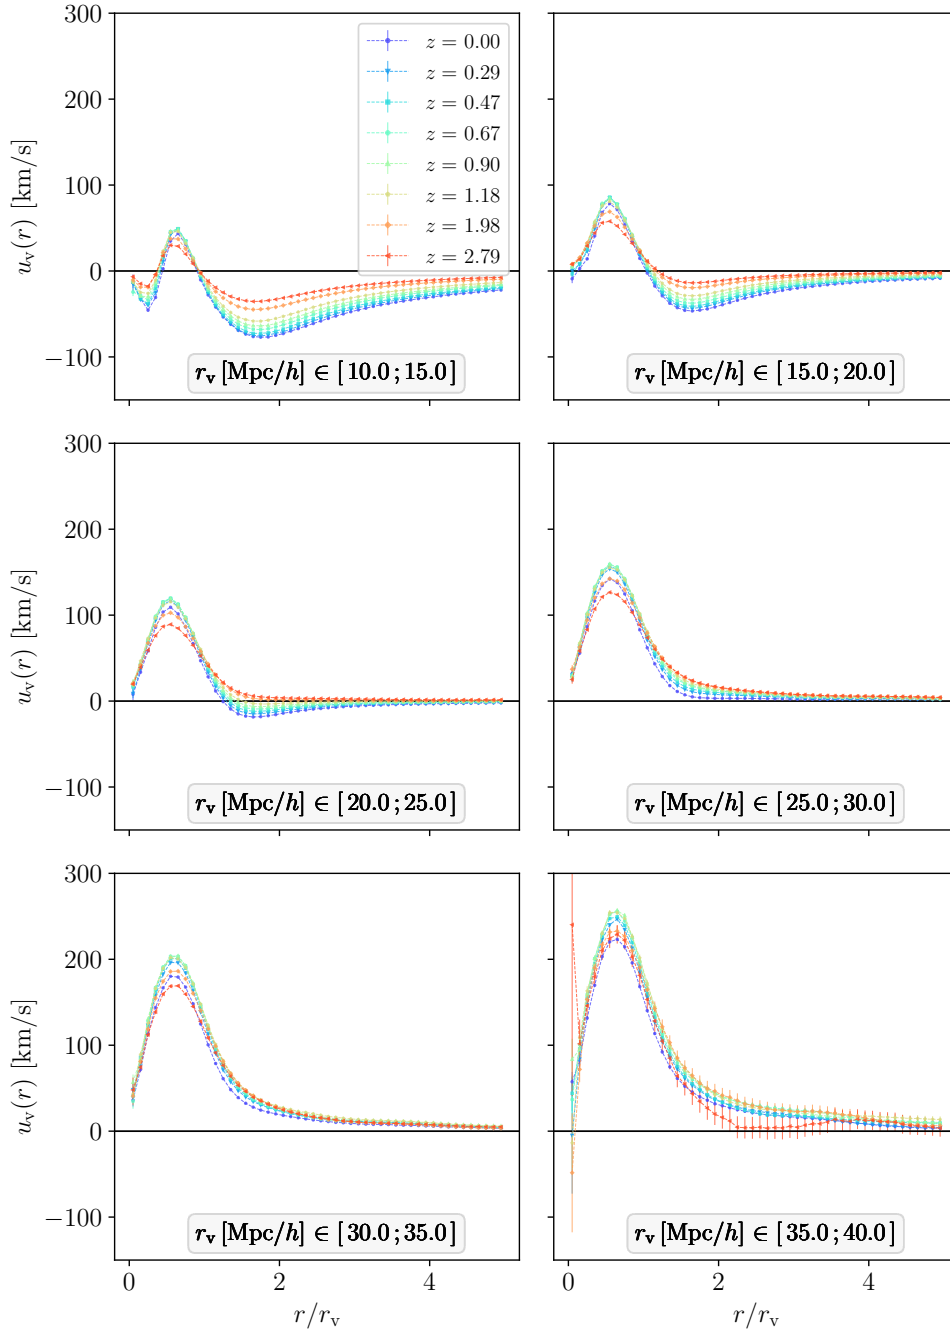 300
200
100
0
−100
u_v(r) [km/s]
z = 0.00
z = 0.29
z = 0.47
z = 0.67
z = 0.90
z = 1.18
z = 1.98
z = 2.79
r_v [Mpc/h] ∈ [10.0; 15.0]
r_v [Mpc/h] ∈ [15.0; 20.0]
300
200
100
0
−100
u_v(r) [km/s]
r_v [Mpc/h] ∈ [20.0; 25.0]
r_v [Mpc/h] ∈ [25.0; 30.0]
300
200
100
0
−100
u_v(r) [km/s]
r_v [Mpc/h] ∈ [30.0; 35.0]
r_v [Mpc/h] ∈ [35.0; 40.0]
0 2 4
0 2 4
r/r_v
r/r_v